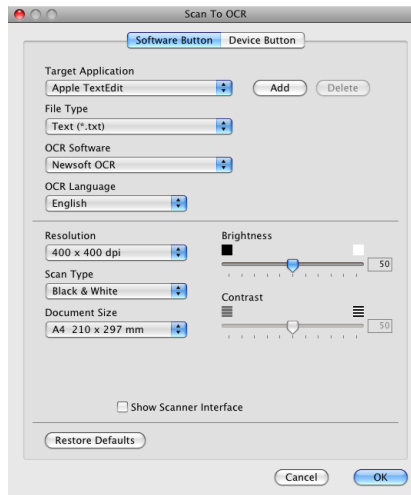 Scan To OCR
Software Button Device Button
Target Application
Apple TextEdit Add Delete
File Type
Text (*.txt)
OCR Software
Newsoft OCR
OCR Language
English
Resolution Brightness
400 x 400 dpi
50
Scan Type
Black & White
Contrast
Document Size
A4 210 x 297 mm 50
Show Scanner Interface
Restore Defaults
Cancel OK